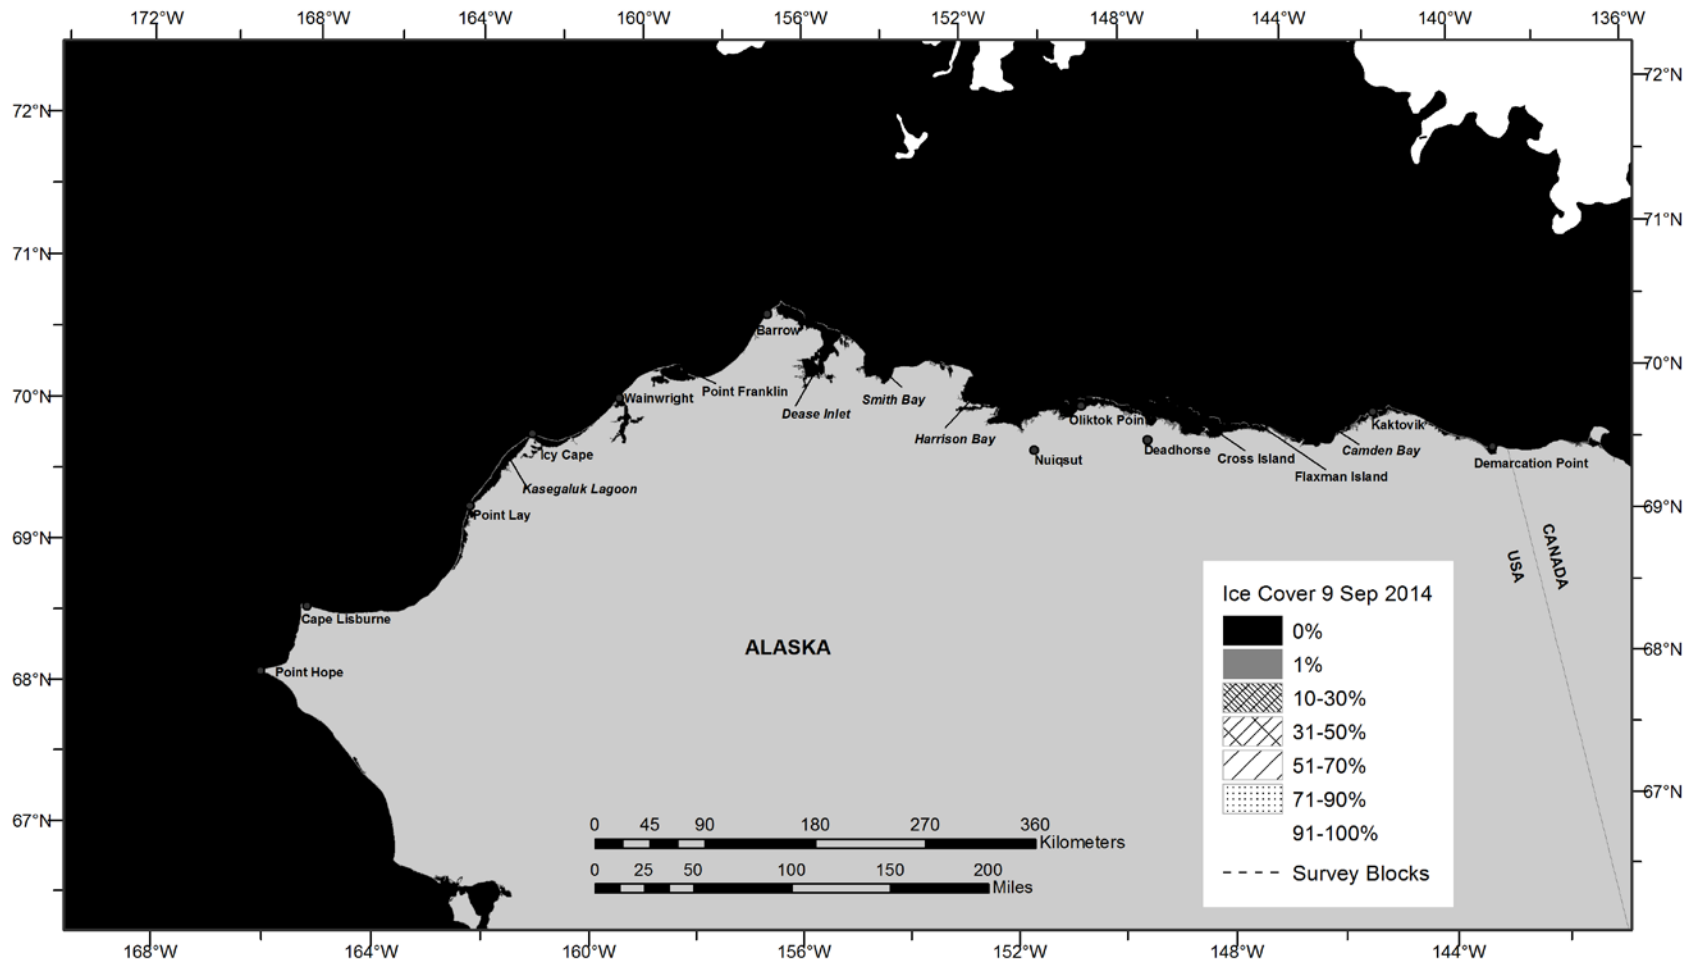 172°W 168°W 164°W 160°W 156°W 152°W 148°W 144°W 140°W 136°W
72°N 72°N
71°N 71°N
70°N 70°N
69°N 69°N
68°N 68°N
67°N 67°N
Barrow
Point Franklin
Wainwright
Dease Inlet
Smith Bay
Harrison Bay
Oliktok Poin
Kaktovik
Icy Cape
Nuiqsut
Deadhorse
Cross Island
Camden Bay
Flaxman Island
Demarcation Point
Kasegaluk Lagoon
Point Lay
Cape Lisburne
Point Hope
ALASKA
USA
CANADA
Ice Cover 9 Sep 2014
0%
1%
10-30%
31-50%
51-70%
71-90%
91-100%
Survey Blocks
0 45 90 180 270 360
Kilometers
0 25 50 100 150 200
Miles
168°W 164°W 160°W 156°W 152°W 148°W 144°W